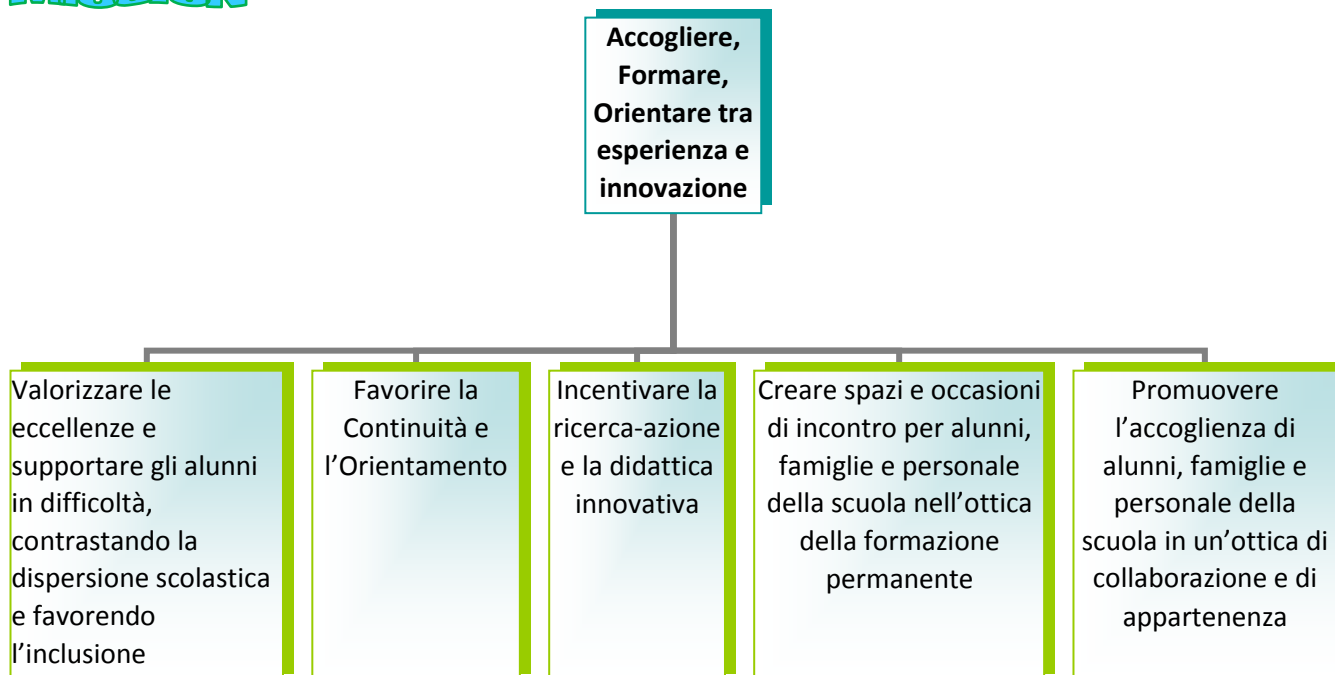 Accogliere,
Formare,
Orientare tra
esperienza e
innovazione
Valorizzare le
eccellenze e
supportare gli alunni
in difficoltà,
contrastando la
dispersione scolastica
e favorendo
l’inclusione
Favorire la
Continuità e
l’Orientamento
Incentivare la
ricerca-azione
e la didattica
innovativa
Creare spazi e occasioni
di incontro per alunni,
famiglie e personale
della scuola nell’ottica
della formazione
permanente
Promuovere
l’accoglienza di
alunni, famiglie e
personale della
scuola in un’ottica di
collaborazione e di
appartenenza